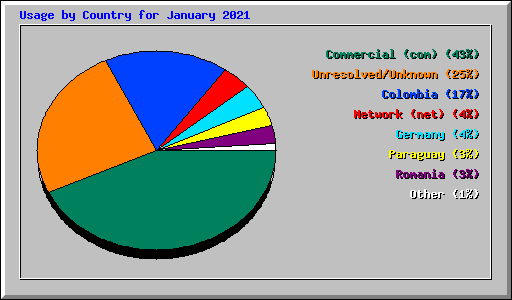 Usage by Country for January 2021
Commercial (com) (43%)
Unresolved/Unknown (25%)
Colombia (17%)
Network (net) (4%)
Germany (4%)
Paraguay (3%)
Romania (3%)
Other (1%)